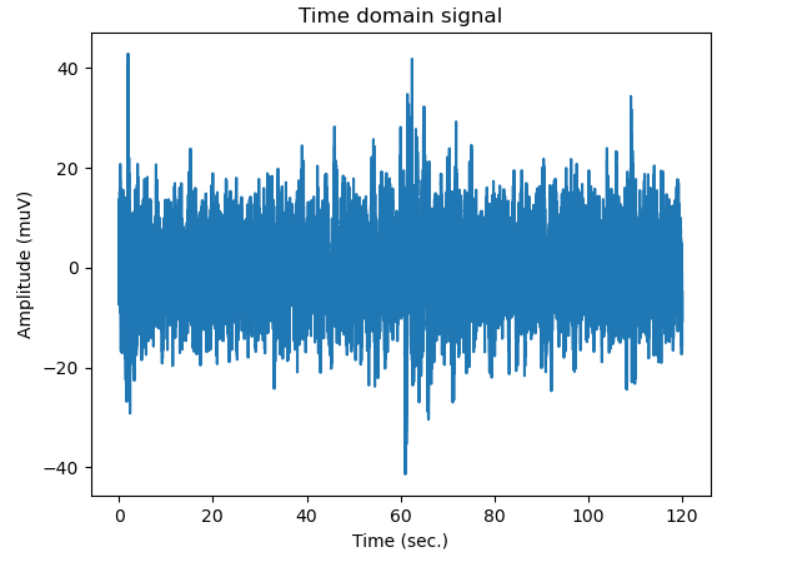 Time domain signal
Amplitude (muV)
40
20
0
−20
−40
0 20 40 60 80 100 120
Time (sec.)